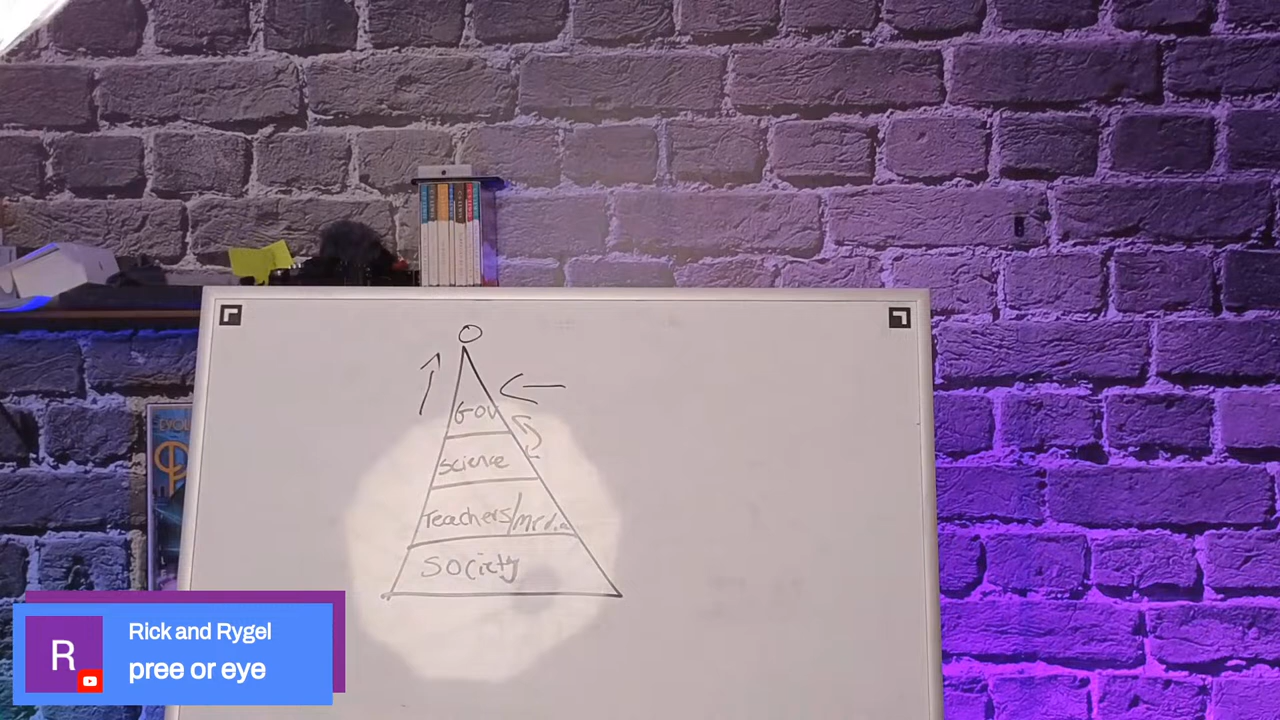 Gov
Science
Teachers/Media
Society
R
Rick and Rygel
pree or eye